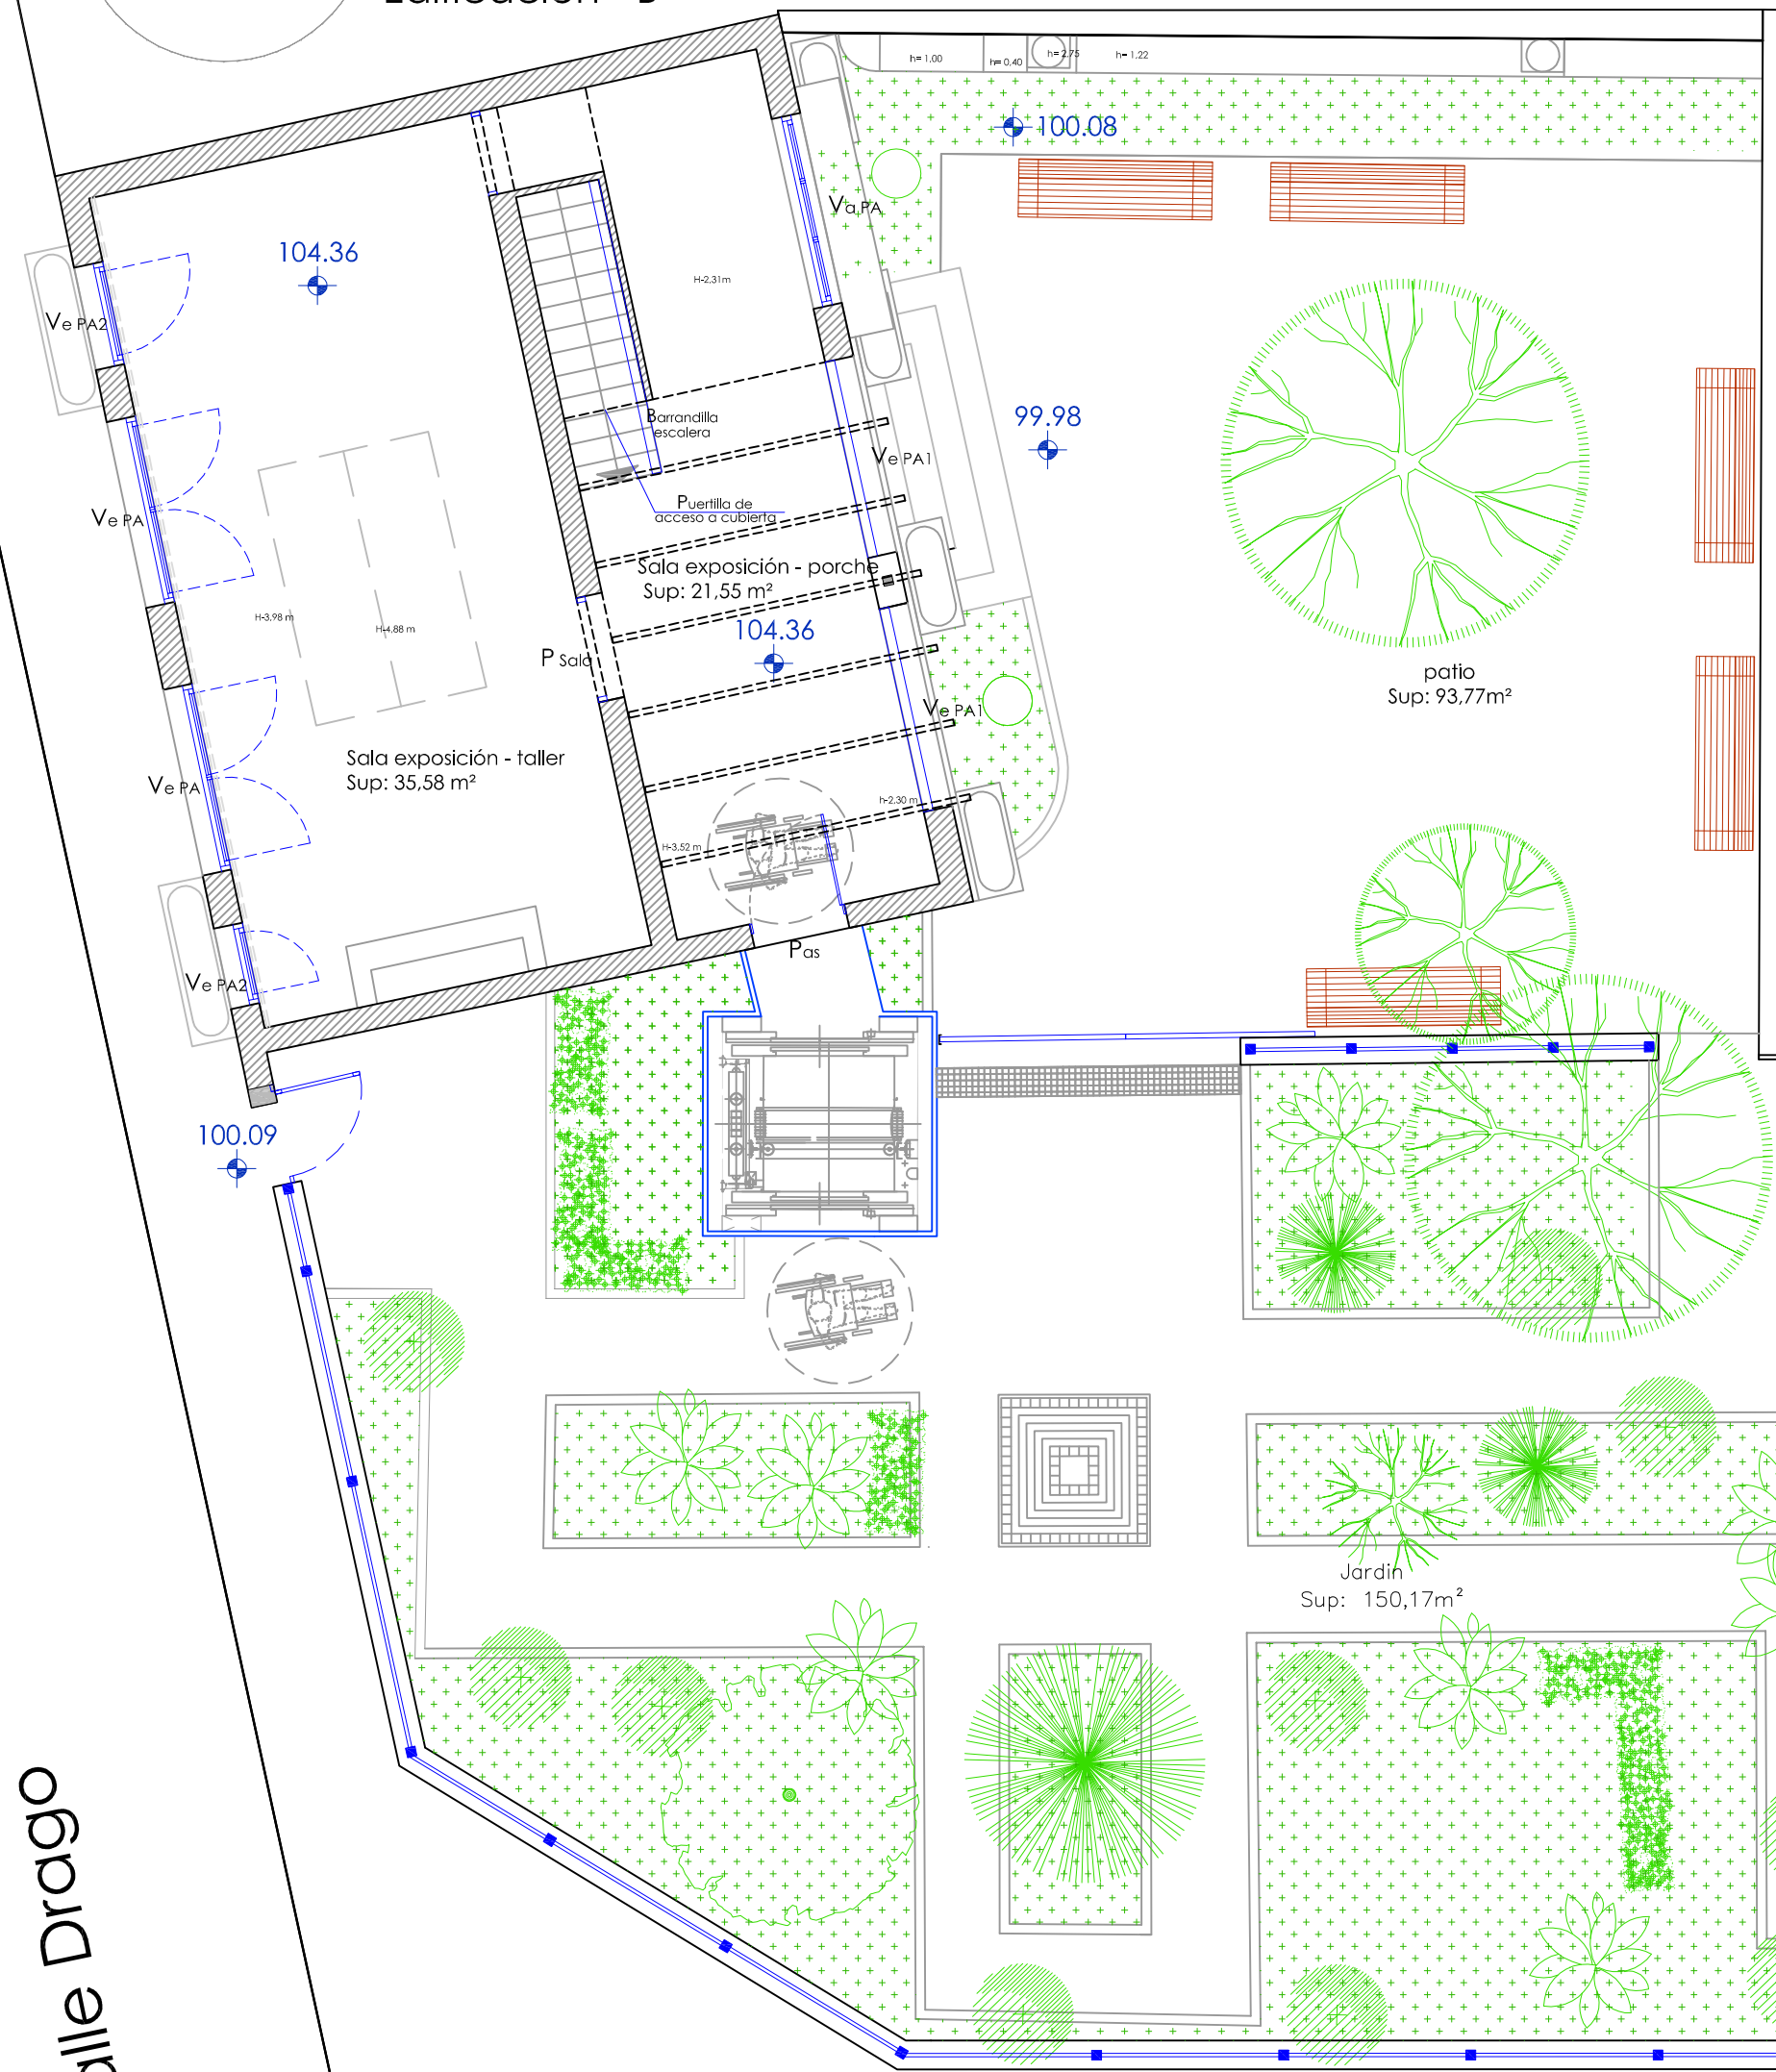 h= 1,00
h= 0,40
h= 2,75
h= 1,22
100.08
Va PA
104.36
H-2,31m
Ve PA2
Barrandilla
escalera
99.98
Ve PA1
Ve PA
Puertilla de
acceso a cubierta
Sala exposición - porche
Sup: 21,55 m²
H-3,98 m
H-4,88 m
104.36
P Sala
patio
Sup: 93,77m²
Ve PA1
Sala exposición - taller
Sup: 35,58 m²
Ve PA
h-2,30 m
H-3,52 m
Pas
Ve PA2
100.09
Jardin
Sup: 150,17m²
Drago